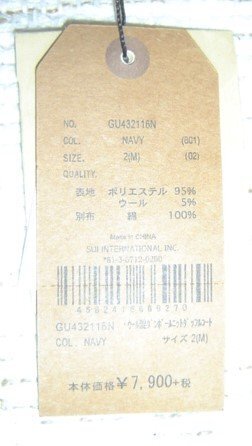 NO. GU432116N
COL. NAVY (801)
SIZE. 2(M) (02)
QUALITY.
表地 ポリエステル 95%
ウール 5%
別布 綿 100%
Made in CHINA
SUI INTERNATIONAL INC.
GU432116N
COL. NAVY サイズ 2(M)
本体価格 ¥7,900+税